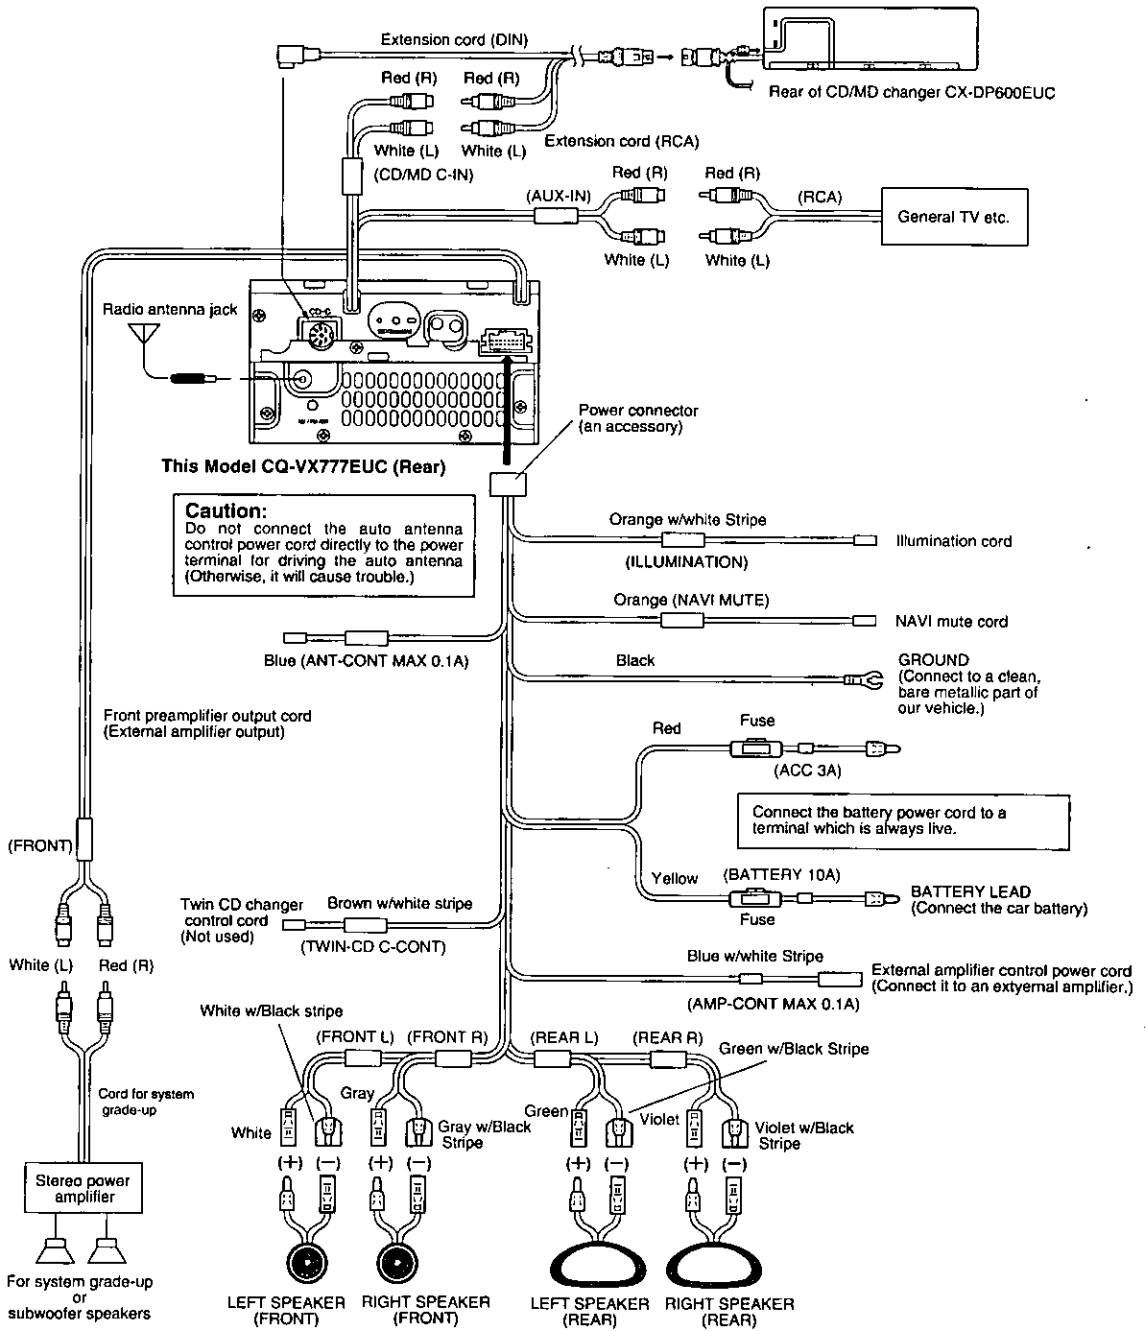 Extension cord (DIN)
Red (R)
Red (R)
Rear of CD/MD changer CX-DP600EUC
White (L)
White (L)
Extension cord (RCA)
(CD/MD C-IN)
Red (R)
Red (R)
(AUX-IN)
(RCA)
General TV etc.
White (L)
White (L)
Radio antenna jack
CD-C
Power connector
(an accessory)
This Model CQ-VX777EUC (Rear)
Caution:
Do not connect the auto antenna
control power cord directly to the power
terminal for driving the auto antenna
(Otherwise, it will cause trouble.)
Orange w/white Stripe
Illumination cord
(ILLUMINATION)
Orange (NAVI MUTE)
NAVI mute cord
Blue (ANT-CONT MAX 0.1A)
Black
GROUND
(Connect to a clean,
bare metallic part of
our vehicle.)
Front preamplifier output cord
(External amplifier output)
Red
Fuse
(ACC 3A)
Connect the battery power cord to a
terminal which is always live.
(FRONT)
Yellow
(BATTERY 10A)
Fuse
BATTERY LEAD
(Connect the car battery)
Twin CD changer
control cord
(Not used)
Brown w/white stripe
(TWIN-CD C-CONT)
White (L)
Red (R)
Blue w/white Stripe
(AMP-CONT MAX 0.1A)
External amplifier control power cord
(Connect it to an extyernal amplifier.)
White w/Black stripe
(FRONT L)
(FRONT R)
(REAR L)
(REAR R)
Green w/Black Stripe
Cord for system
grade-up
White
Gray
Gray w/Black
Stripe
Green
Violet
Violet w/Black
Stripe
(+)
(−)
(+)
(−)
(+)
(−)
(+)
(−)
Stereo power
amplifier
For system grade-up
or
subwoofer speakers
LEFT SPEAKER
(FRONT)
RIGHT SPEAKER
(FRONT)
LEFT SPEAKER
(REAR)
RIGHT SPEAKER
(REAR)